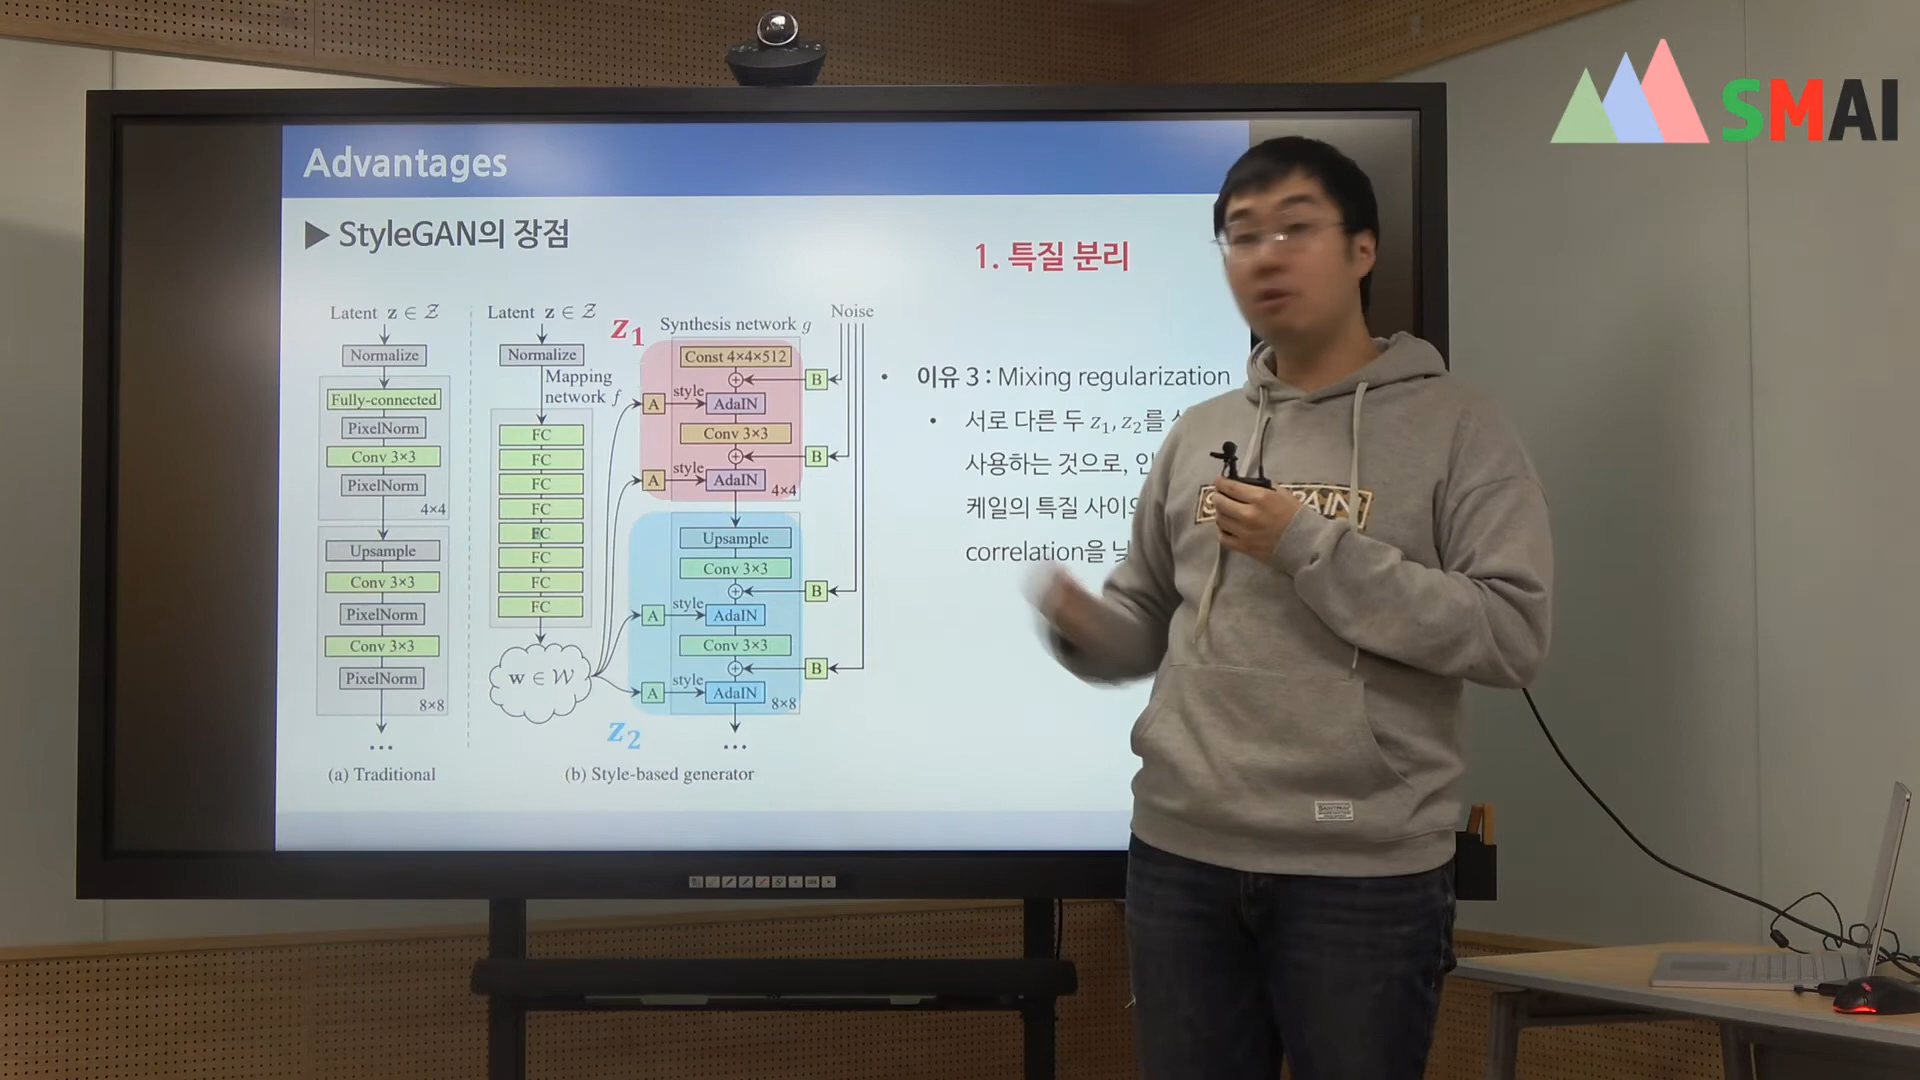 SMAI
Advantages
▶ StyleGAN의 장점
1. 특질 분리
Latent z ∈ Z
Normalize
Fully-connected
PixelNorm
Conv 3×3
PixelNorm
4×4
Upsample
Conv 3×3
PixelNorm
Conv 3×3
PixelNorm
8×8
...
(a) Traditional
Latent z ∈ Z
Normalize
Mapping
network f
FC
FC
FC
FC
FC
FC
FC
FC
w ∈ W
z1
Synthesis network g
Noise
Const 4×4×512
B
A
style
AdaIN
Conv 3×3
B
A
style
AdaIN
4×4
Upsample
Conv 3×3
B
A
style
AdaIN
Conv 3×3
B
A
style
AdaIN
8×8
z2
...
(b) Style-based generator
• 이유 3 : Mixing regularization
• 서로 다른 두 z1, z2를
사용하는 것으로,
케일의 특질 사이의
correlation을